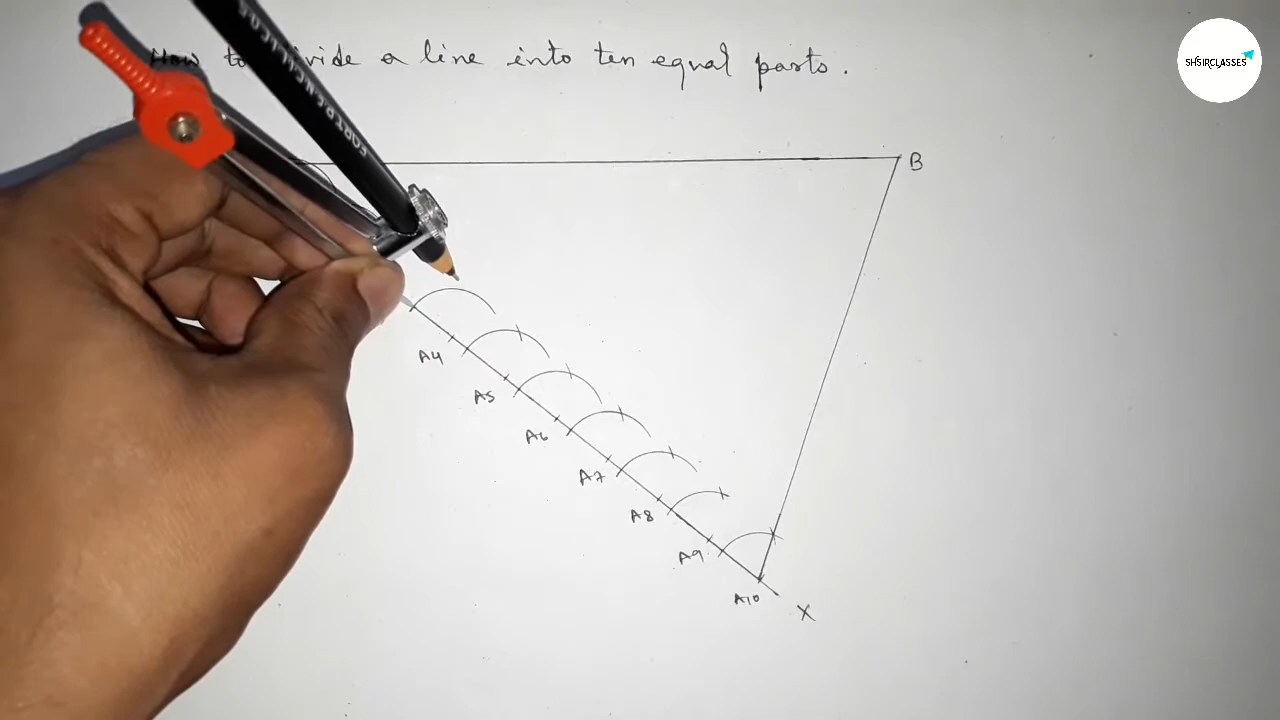 How to divide a line into ten equal parts.
SHSIRCLASSES
B
A4
A5
A6
A7
A8
A9
A10
X